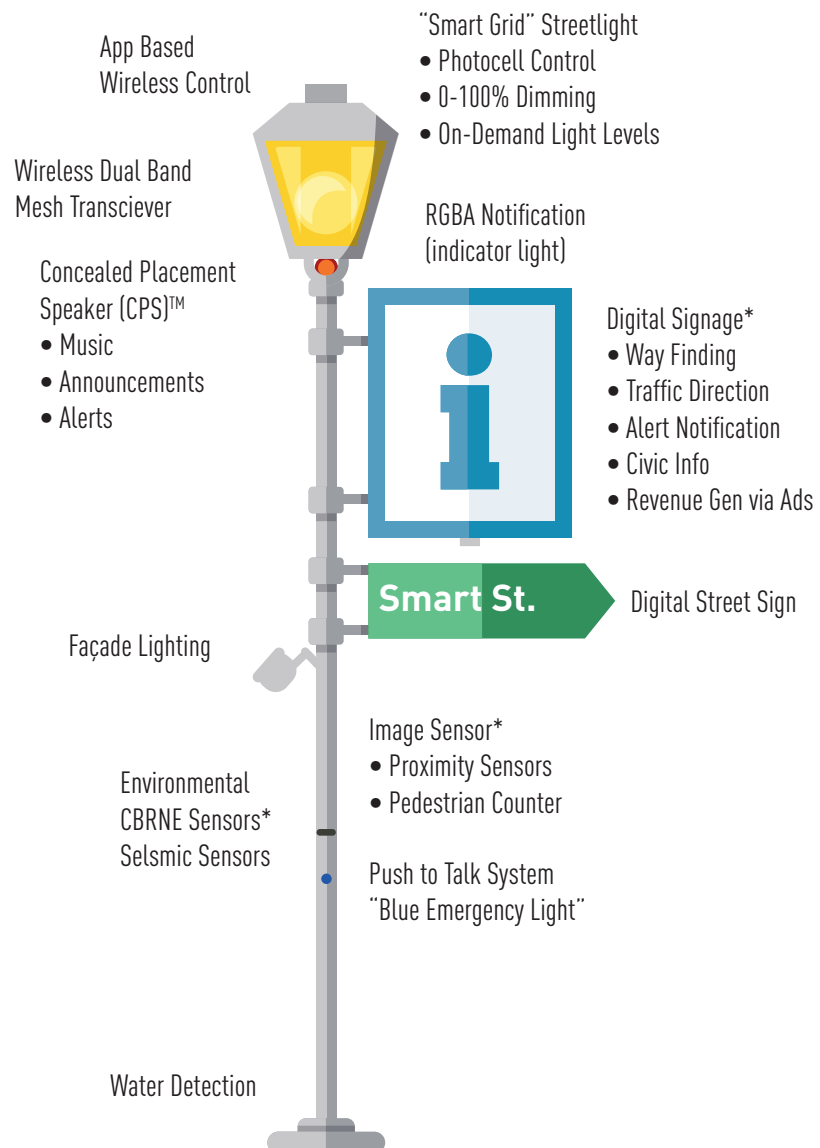 App Based
Wireless Control
“Smart Grid” Streetlight
• Photocell Control
• 0-100% Dimming
• On-Demand Light Levels
Wireless Dual Band
Mesh Transciever
RGBA Notification
(indicator light)
Concealed Placement
Speaker (CPS)™
• Music
• Announcements
• Alerts
i
Digital Signage*
• Way Finding
• Traffic Direction
• Alert Notification
• Civic Info
• Revenue Gen via Ads
Smart St.
Digital Street Sign
Façade Lighting
Image Sensor*
• Proximity Sensors
• Pedestrian Counter
Environmental
CBRNE Sensors*
Selsmic Sensors
Push to Talk System
“Blue Emergency Light”
Water Detection